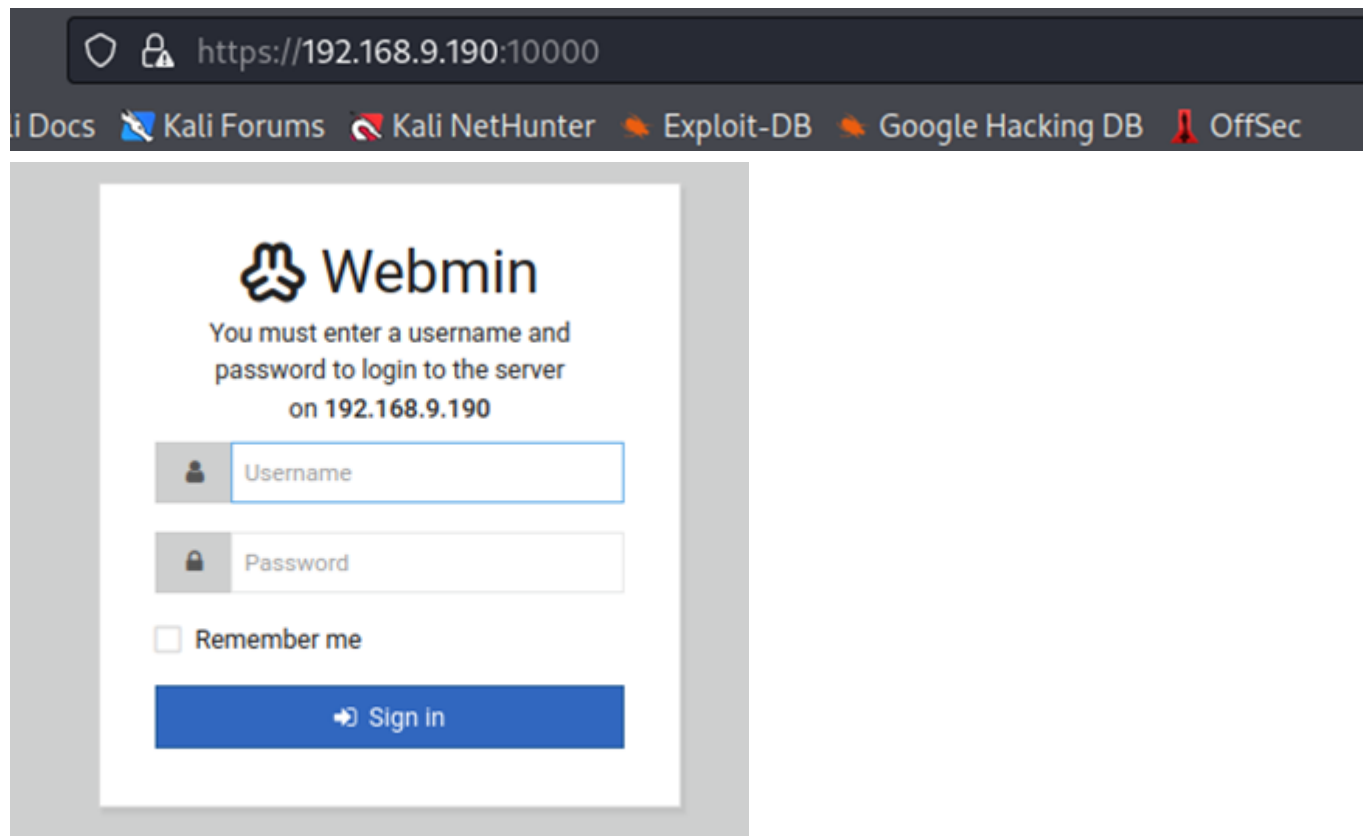 https://192.168.9.190:10000
li Docs Kali Forums Kali NetHunter Exploit-DB Google Hacking DB OffSec
Webmin
You must enter a username and
password to login to the server
on 192.168.9.190
Username
Password
Remember me
Sign in